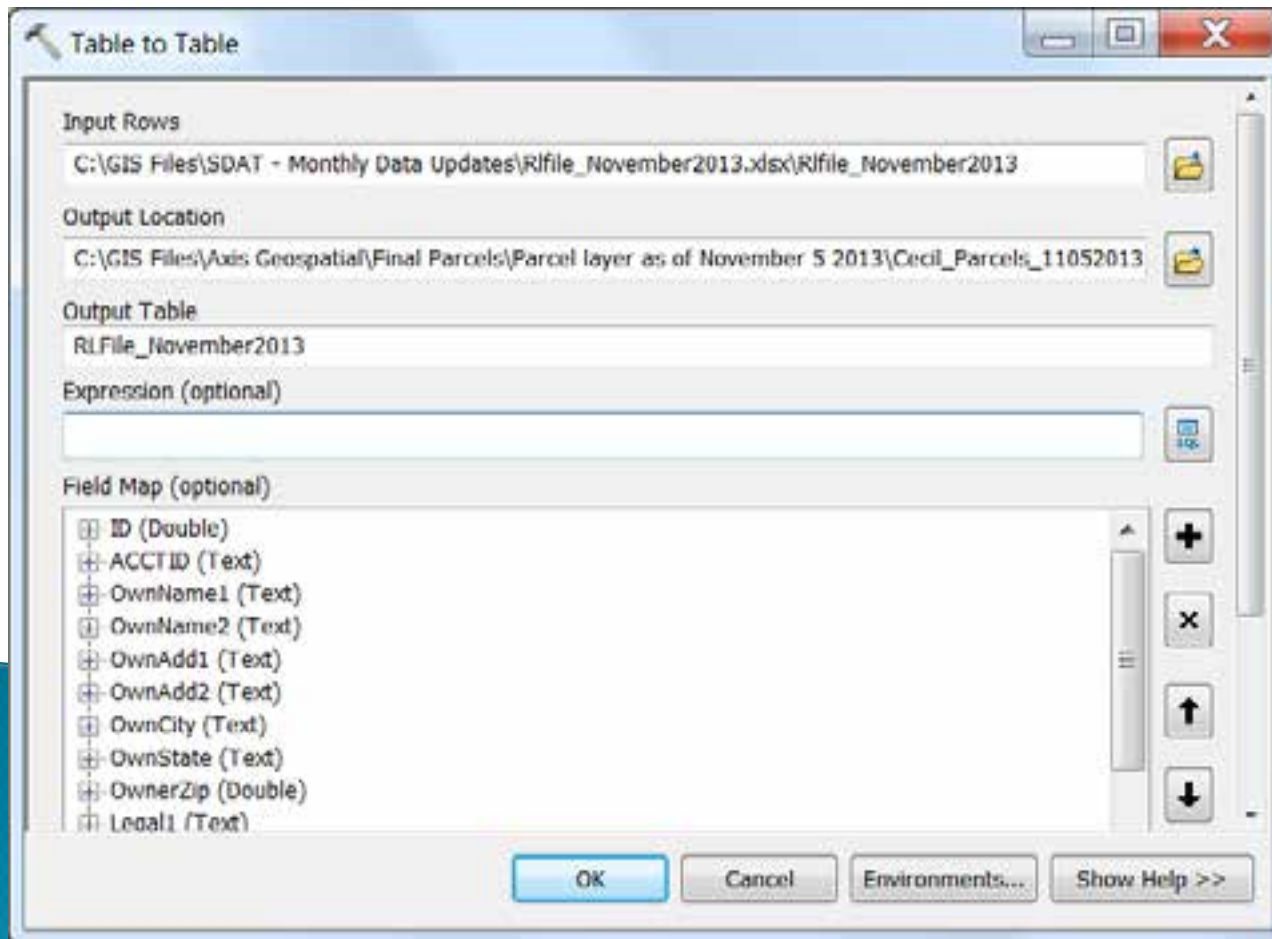 Table to Table
Input Rows
C:\GIS Files\SDAT - Monthly Data Updates\Rlfile_November2013.xlsx\Rlfile_November2013
Output Location
C:\GIS Files\Axis Geospatial\Final Parcels\Parcel layer as of November 5 2013\Cecil_Parcels_11052013
Output Table
RLFile_November2013
Expression (optional)
SQL
Field Map (optional)
ID (Double)
ACCTID (Text)
OwnName1 (Text)
OwnName2 (Text)
OwnAdd1 (Text)
OwnAdd2 (Text)
OwnCity (Text)
OwnState (Text)
OwnerZip (Double)
Legal1 (Text)
OK Cancel Environments... Show Help >>